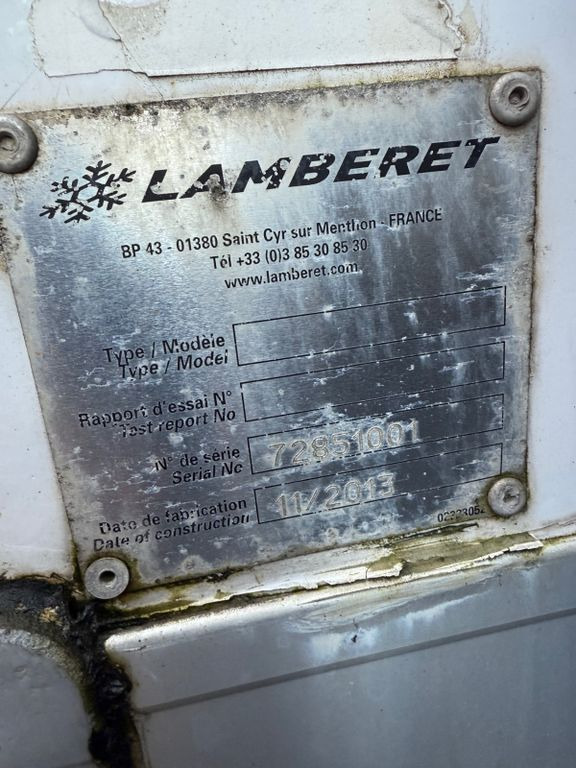 LAMBERET
BP 43 - 01380 Saint Cyr sur Menthon - FRANCE
Tél +33 (0)3 85 30 85 30
www.lamberet.com
Type / Modèle
Type / Model
Rapport d'essai N°
Test report No
N° de série
Serial No
72851001
Date de fabrication
Date of construction
11/2013